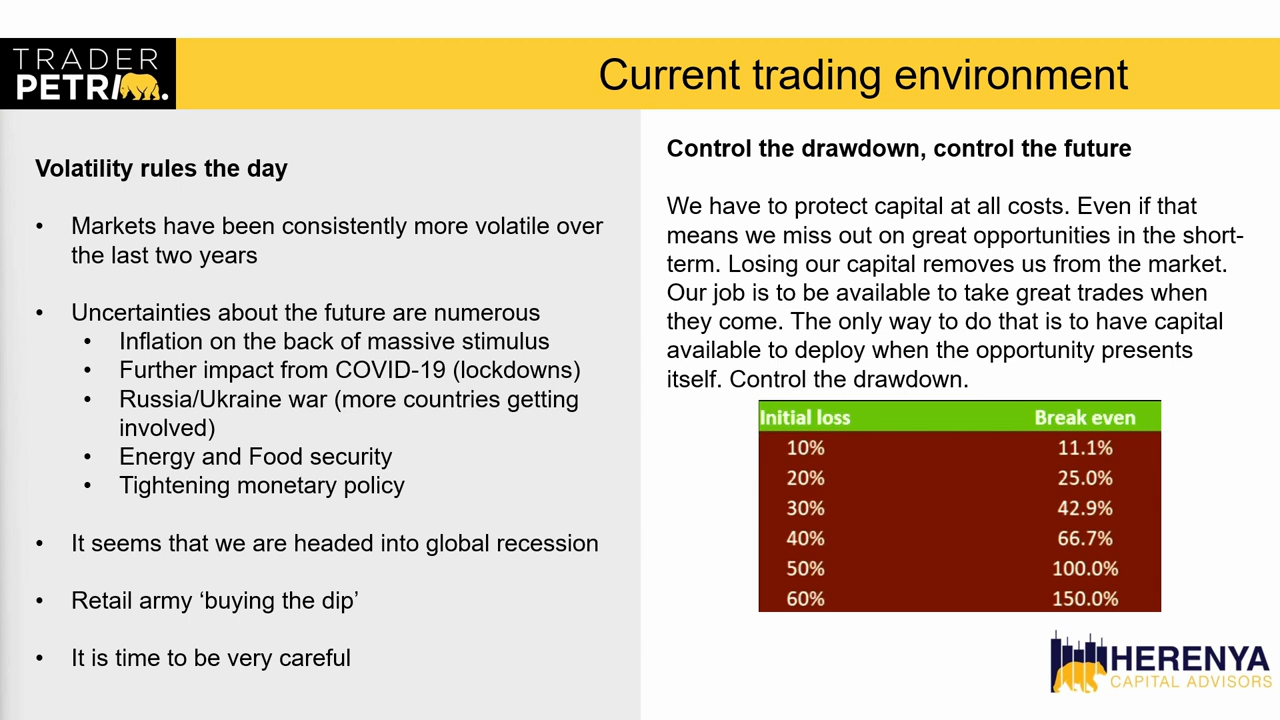 TRADER
PETRI.
Current trading environment
Volatility rules the day
• Markets have been consistently more volatile over
the last two years
• Uncertainties about the future are numerous
• Inflation on the back of massive stimulus
• Further impact from COVID-19 (lockdowns)
• Russia/Ukraine war (more countries getting
involved)
• Energy and Food security
• Tightening monetary policy
• It seems that we are headed into global recession
• Retail army ‘buying the dip’
• It is time to be very careful
Control the drawdown, control the future
We have to protect capital at all costs. Even if that
means we miss out on great opportunities in the short-
term. Losing our capital removes us from the market.
Our job is to be available to take great trades when
they come. The only way to do that is to have capital
available to deploy when the opportunity presents
itself. Control the drawdown.
Initial loss Break even
10% 11.1%
20% 25.0%
30% 42.9%
40% 66.7%
50% 100.0%
60% 150.0%
HERENYA
CAPITAL ADVISORS